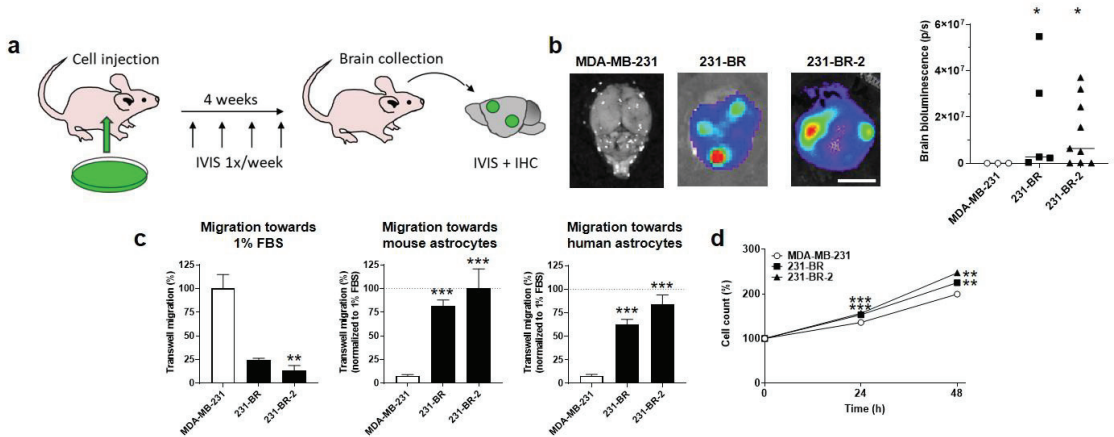 a
Cell injection
4 weeks
IVIS 1x/week
Brain collection
IVIS + IHC
b
MDA-MB-231
231-BR
231-BR-2
Brain bioluminescence (p/s)
6×10⁷
4×10⁷
2×10⁷
0
*
*
MDA-MB-231
231-BR
231-BR-2
c
Migration towards
1% FBS
Transwell migration (%)
125
100
75
50
25
0
**
MDA-MB-231
231-BR
231-BR-2
Migration towards
mouse astrocytes
Transwell migration (%)
(normalized to 1% FBS)
125
100
75
50
25
0
***
***
MDA-MB-231
231-BR
231-BR-2
Migration towards
human astrocytes
Transwell migration (%)
(normalized to 1% FBS)
125
100
75
50
25
0
***
***
MDA-MB-231
231-BR
231-BR-2
d
Cell count (%)
300
250
200
150
100
0
MDA-MB-231
231-BR
231-BR-2
***
***
**
**
0
24
48
Time (h)